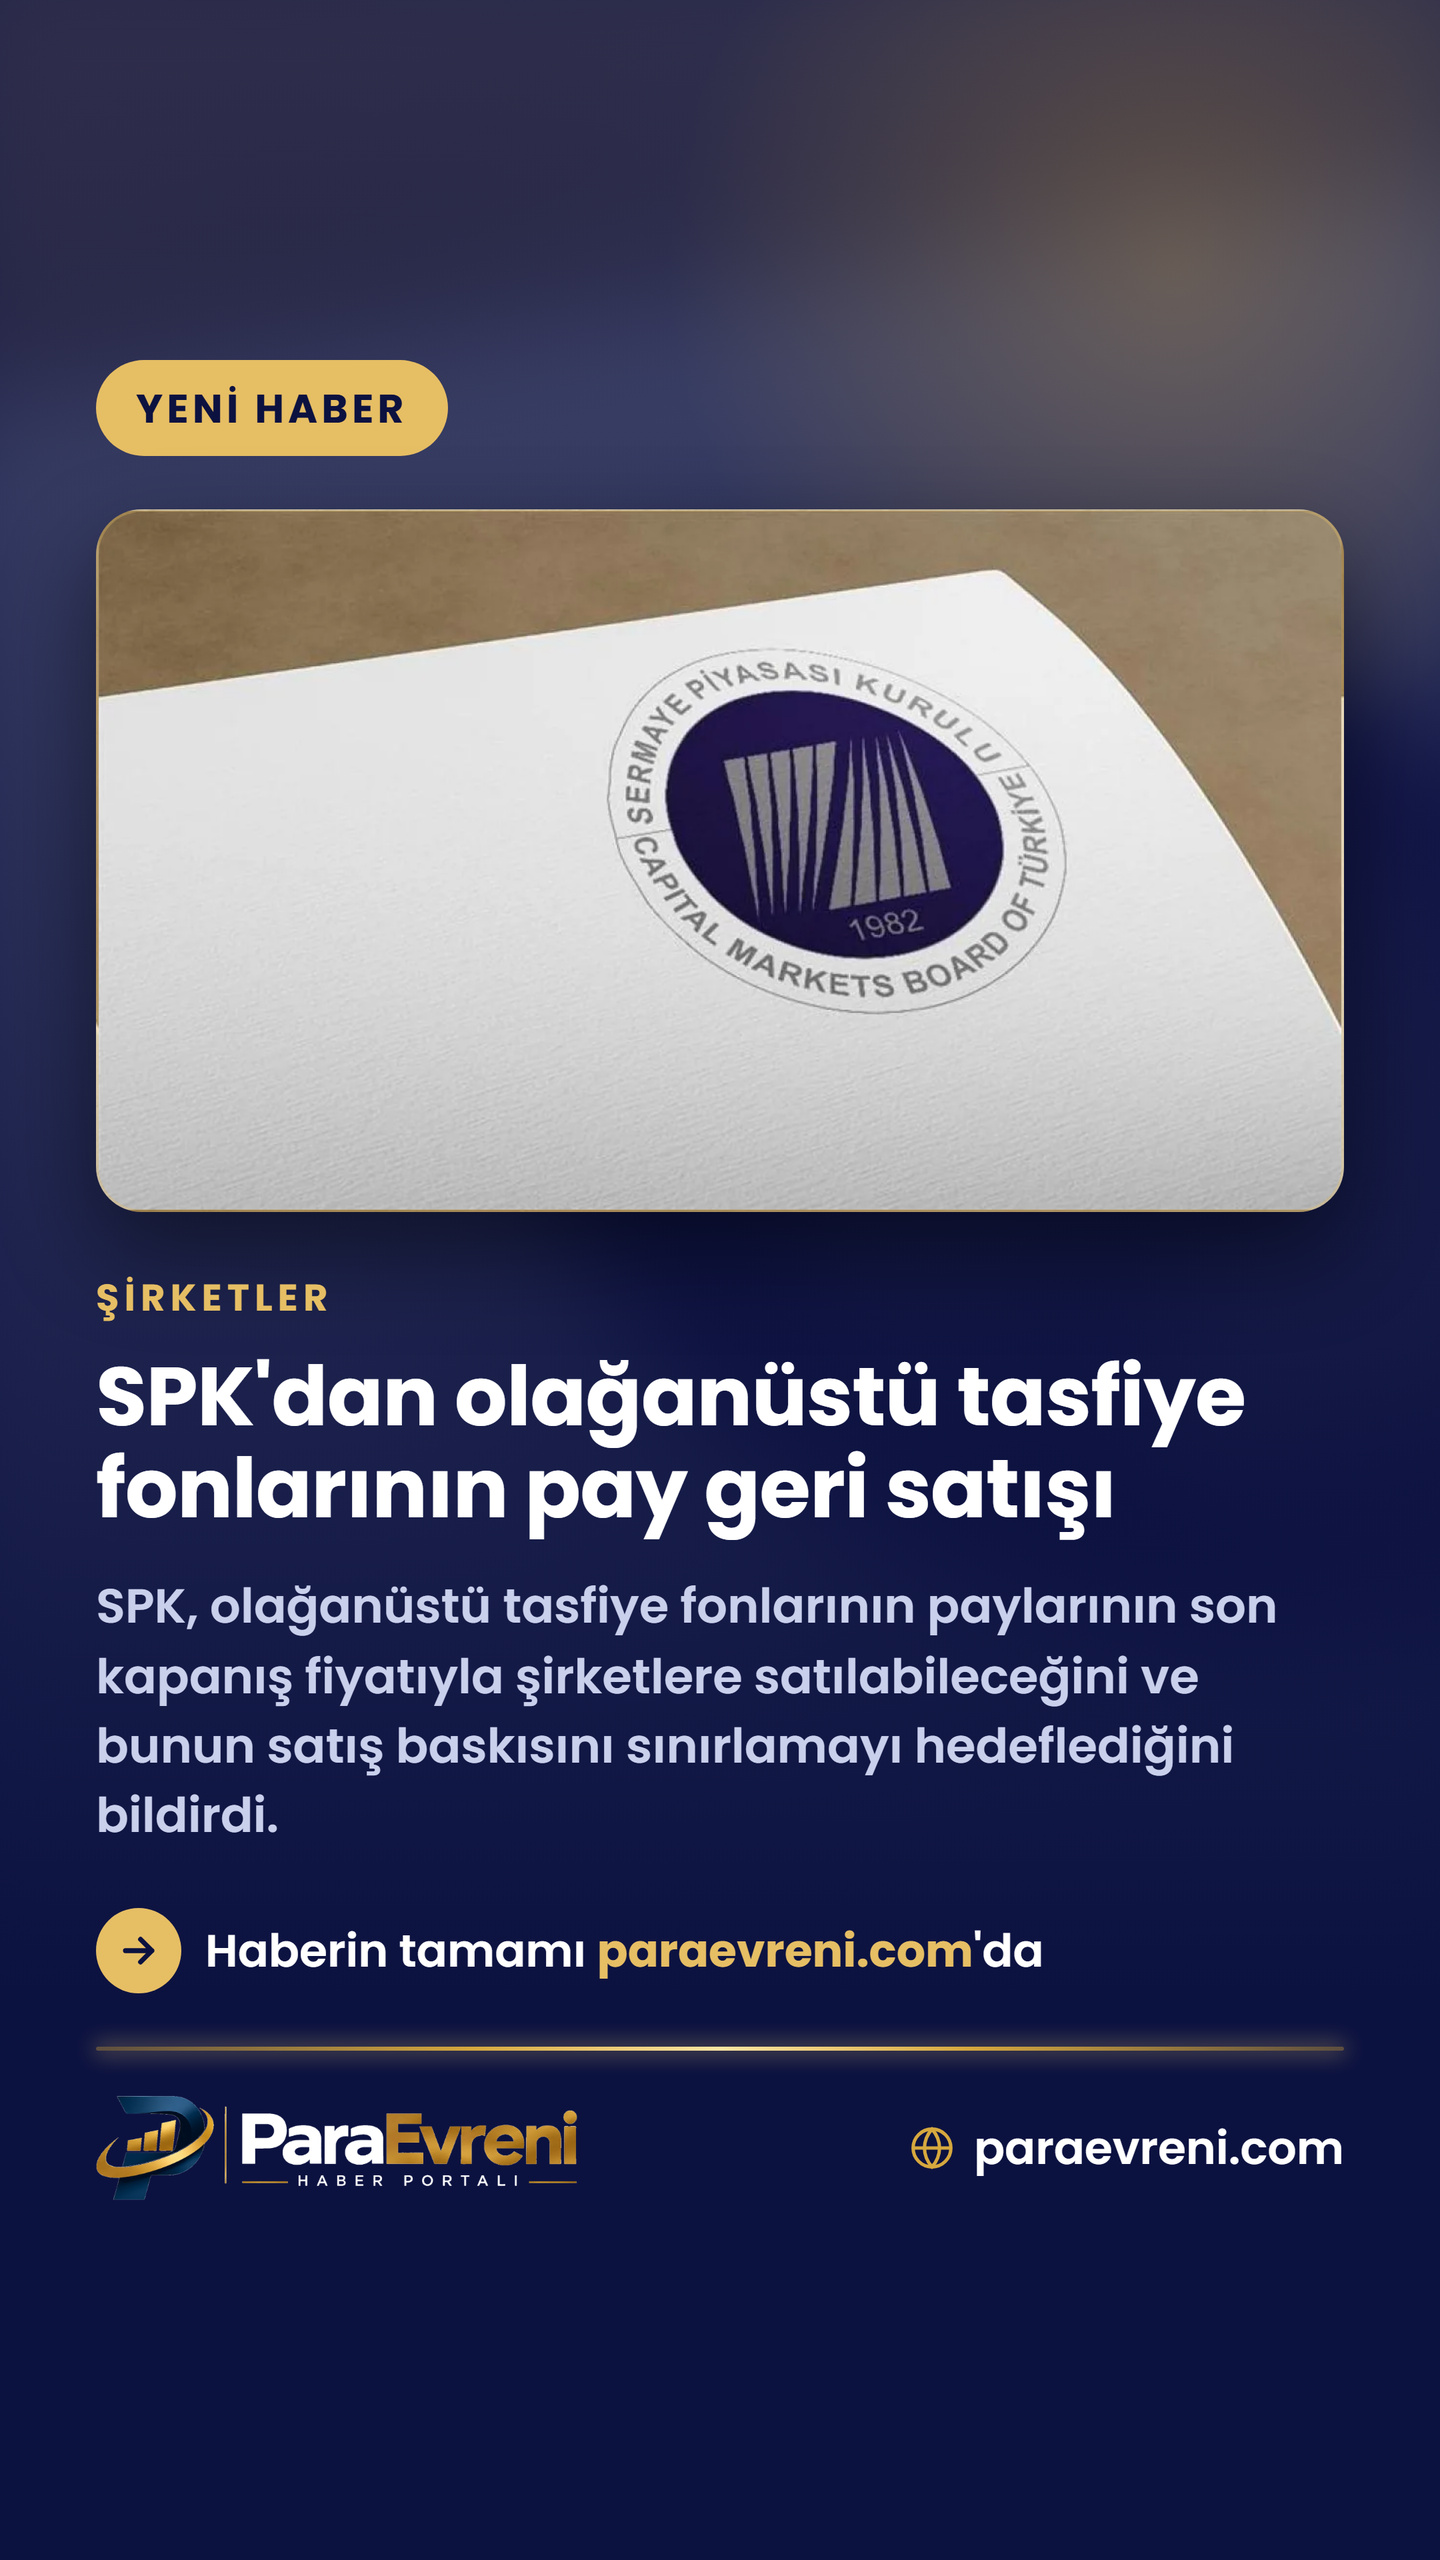 YENİ HABER
SERMAYE PİYASASI KURULU
CAPITAL MARKETS BOARD OF TÜRKİYE
1982
ŞİRKETLER
SPK'dan olağanüstü tasfiye
fonlarının pay geri satışı
SPK, olağanüstü tasfiye fonlarının paylarının son
kapanış fiyatıyla şirketlere satılabileceğini ve
bunun satış baskısını sınırlamayı hedeflediğini
bildirdi.
Haberin tamamı paraevreni.com'da
ParaEvreni
HABER PORTALI
paraevreni.com